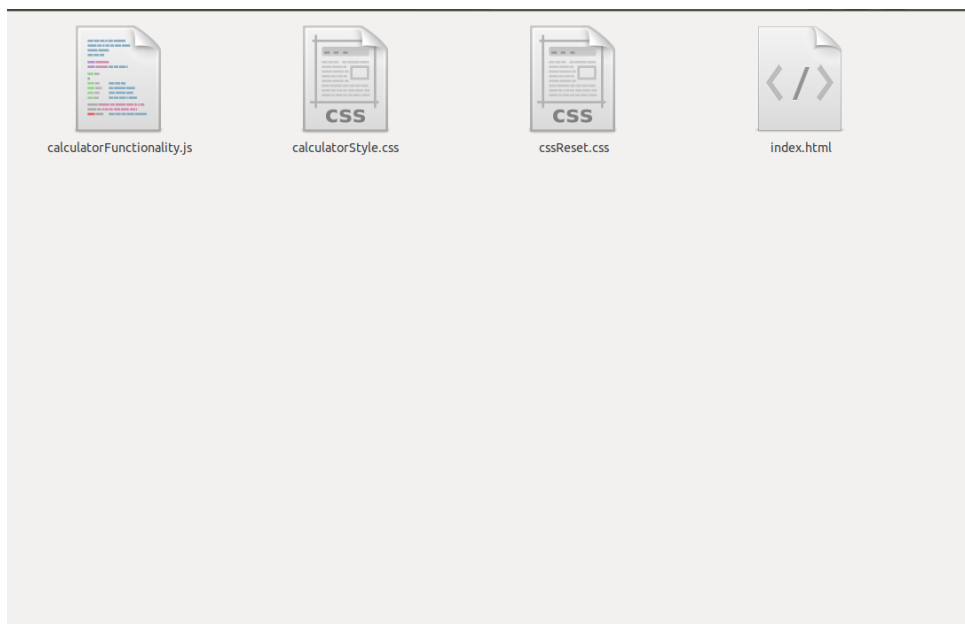 CSS
CSS
calculatorFunctionality.js
calculatorStyle.css
cssReset.css
index.html